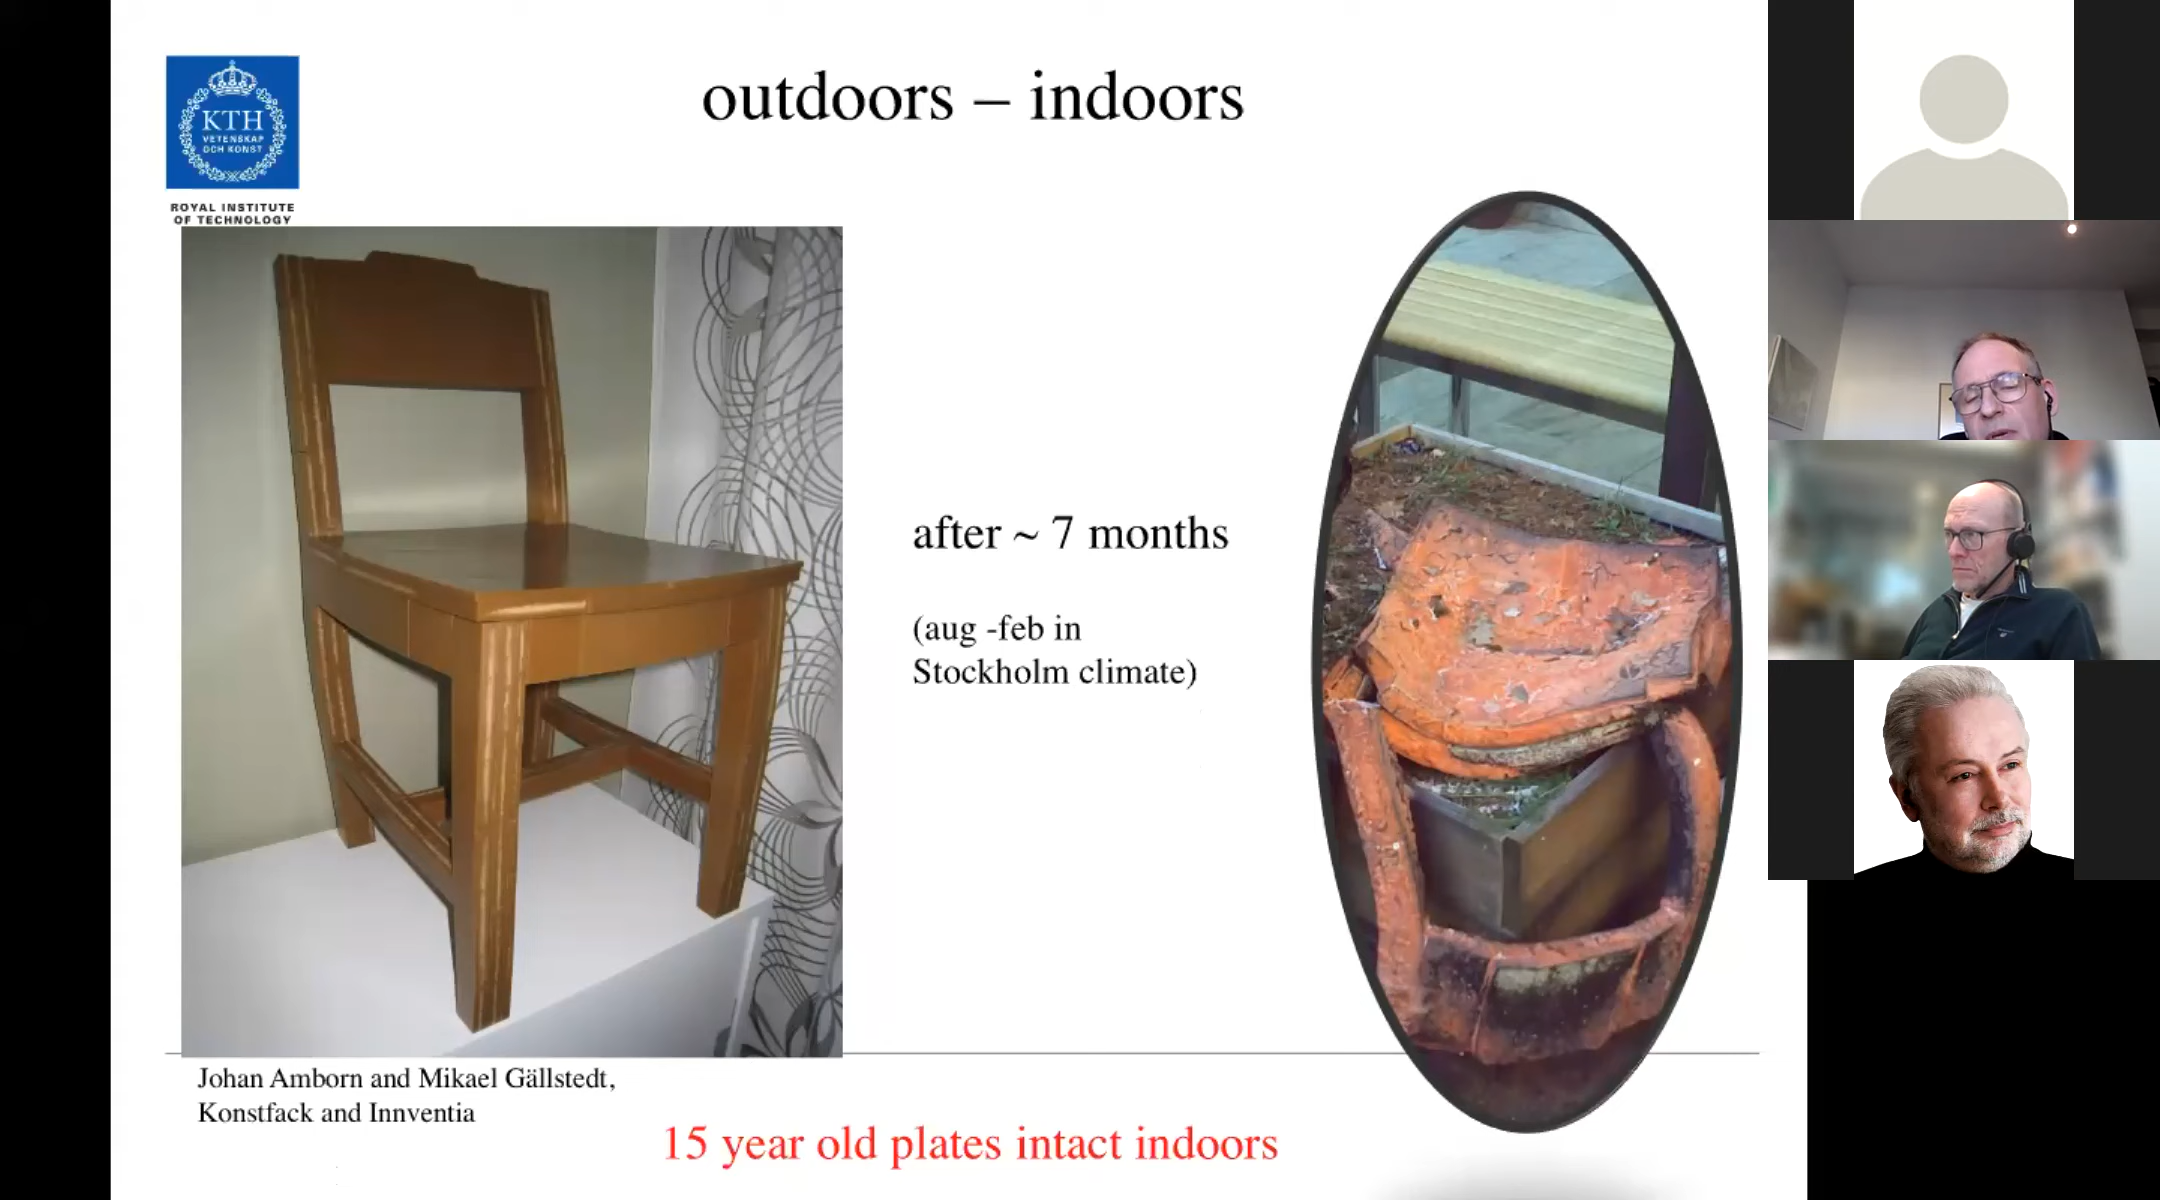 KTH
VETENSKAP
OCH KONST
ROYAL INSTITUTE
OF TECHNOLOGY
outdoors – indoors
after ~ 7 months
(aug -feb in
Stockholm climate)
Johan Amborn and Mikael Gällstedt,
Konstfack and Innventia
15 year old plates intact indoors